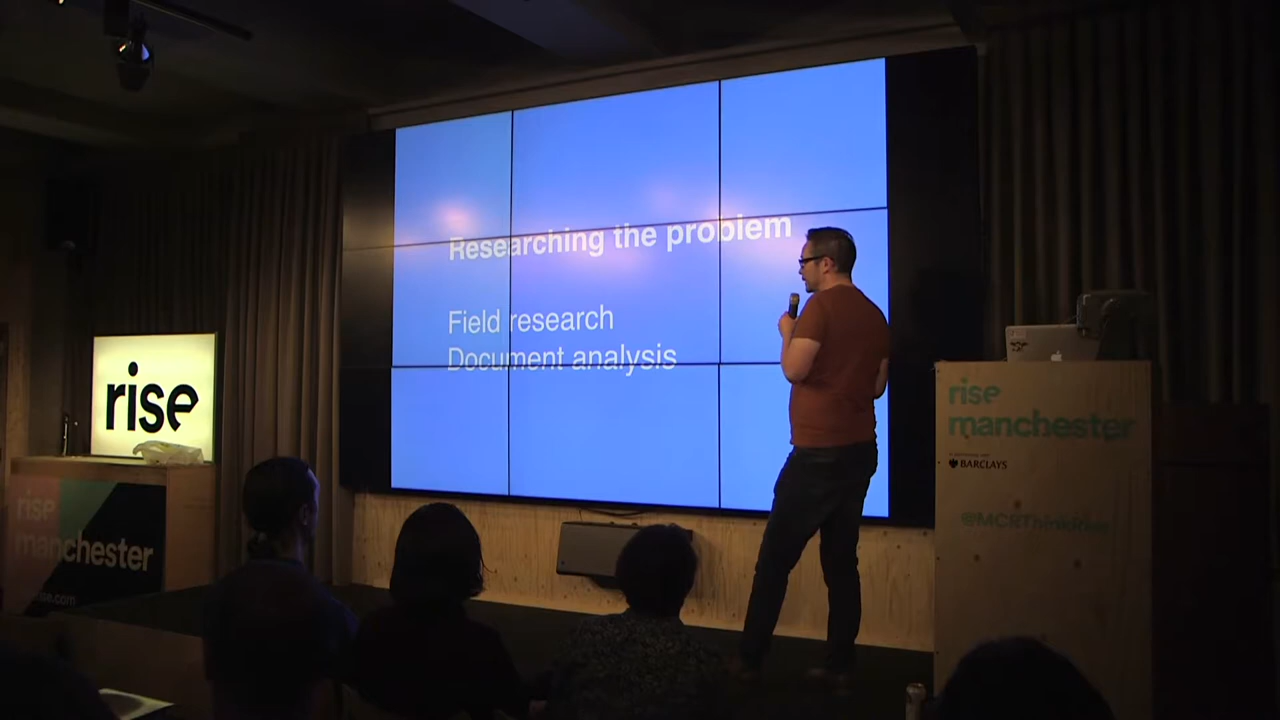 Researching the problem
Field research
Document analysis
rise
rise
manchester
rise
manchester
BARCLAYS